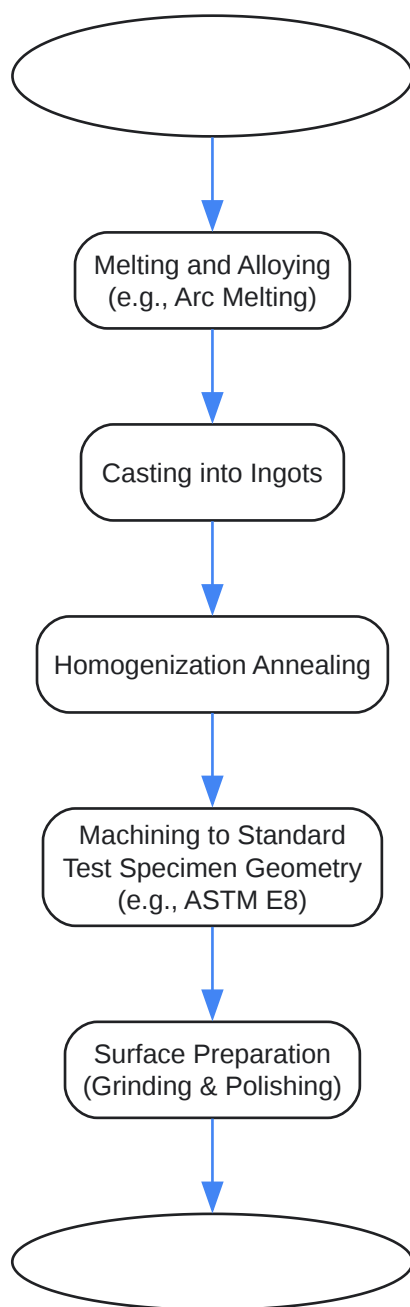 Melting and Alloying
(e.g., Arc Melting)
Casting into Ingots
Homogenization Annealing
Machining to Standard
Test Specimen Geometry
(e.g., ASTM E8)
Surface Preparation
(Grinding & Polishing)